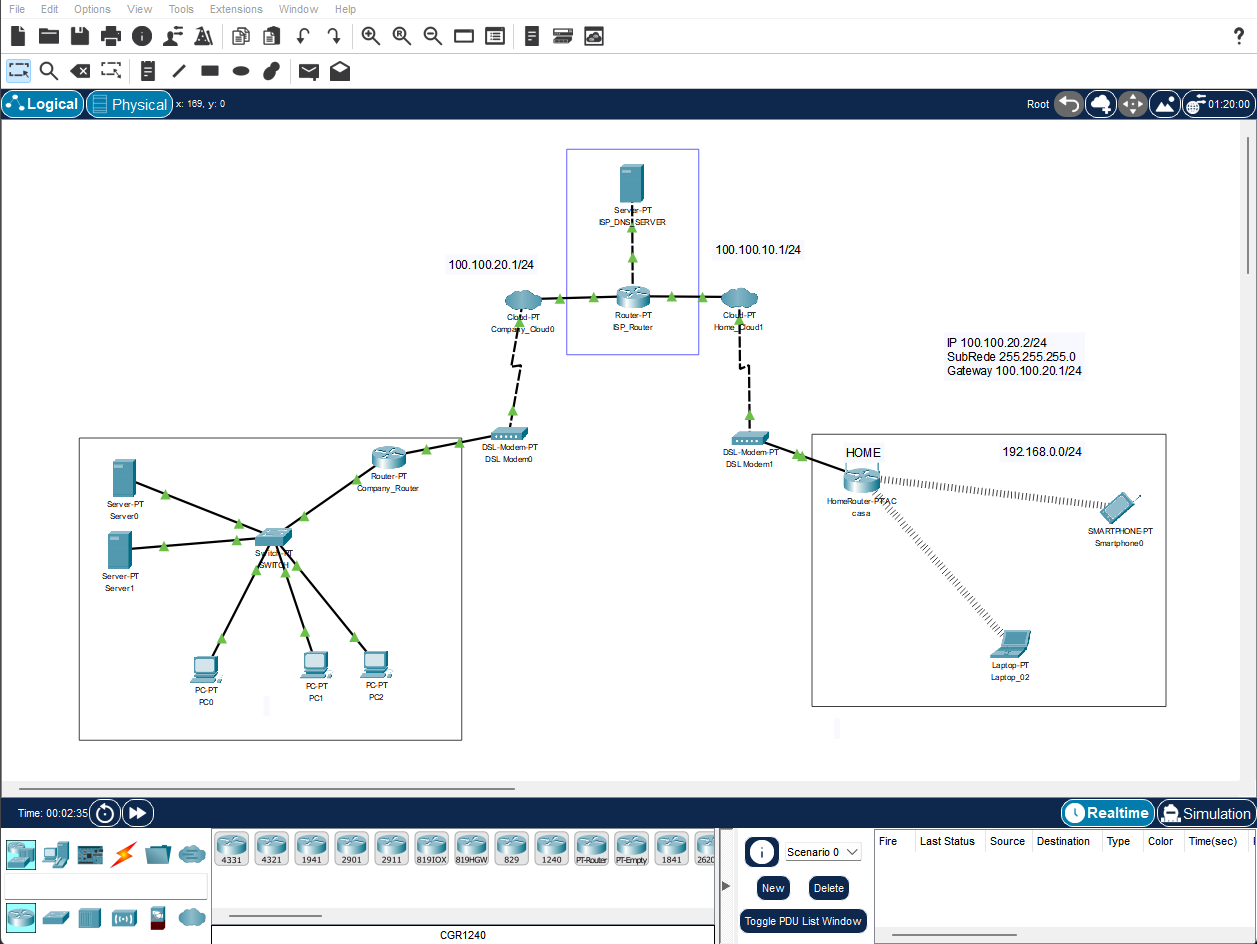 File Edit Options View Tools Extensions Window Help
Logical Physical x: 169, y: 0 Root 01:20:00
Server-PT
ISP_DNS_SERVER
100.100.20.1/24
100.100.10.1/24
Cloud-PT
Company_Cloud0
Router-PT
ISP_Router
Cloud-PT
Home_Cloud1
IP 100.100.20.2/24
SubRede 255.255.255.0
Gateway 100.100.20.1/24
DSL-Modem-PT
DSL Modem0
DSL-Modem-PT
DSL Modem1
Router-PT
Company_Router
Server-PT
Server0
Switch-PT
SWITCH
Server-PT
Server1
PC-PT
PC0
PC-PT
PC1
PC-PT
PC2
HOME
192.168.0.0/24
HomeRouter-PT-AC
casa
SMARTPHONE-PT
Smartphone0
Laptop-PT
Laptop_02
Time: 00:02:35 Realtime Simulation
4331 4321 1941 2901 2911 819IOX 819HGW 829 1240 PT-Router PT-Empty 1841 2620
CGR1240
Scenario 0
New Delete
Toggle PDU List Window
Fire Last Status Source Destination Type Color Time(sec)